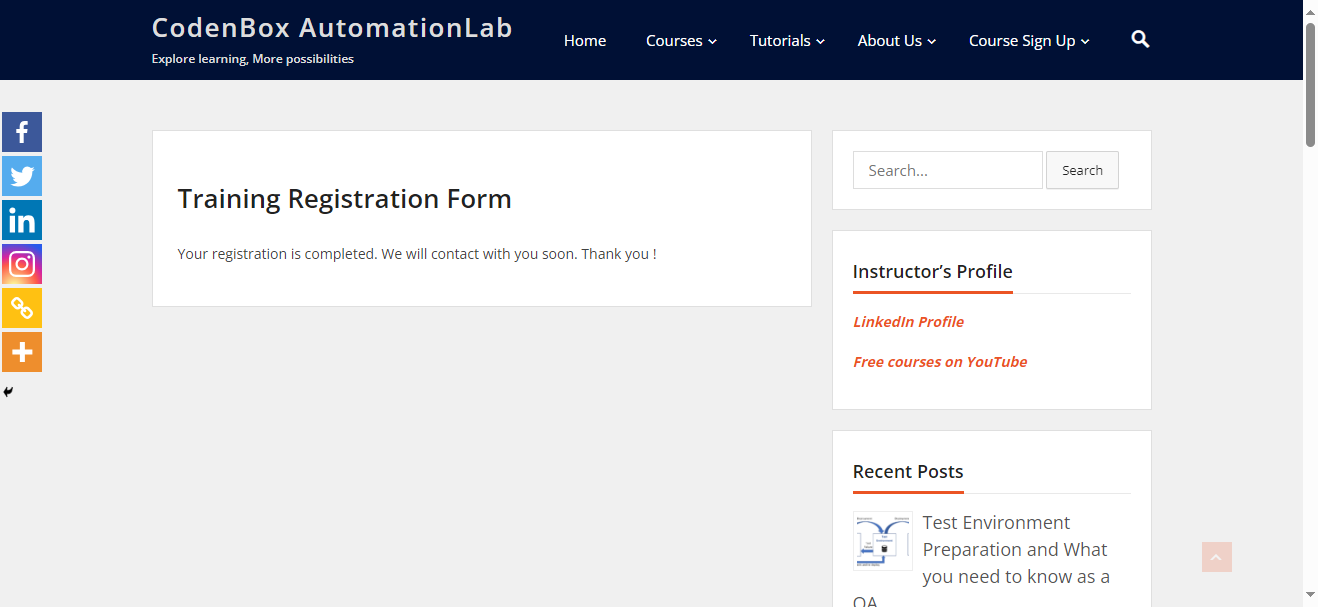 CodenBox AutomationLab
Explore learning, More possibilities
Home
Courses
Tutorials
About Us
Course Sign Up
Training Registration Form
Your registration is completed. We will contact with you soon. Thank you !
Search...
Search
Instructor’s Profile
LinkedIn Profile
Free courses on YouTube
Recent Posts
Test Environment
Preparation and What
you need to know as a
QA